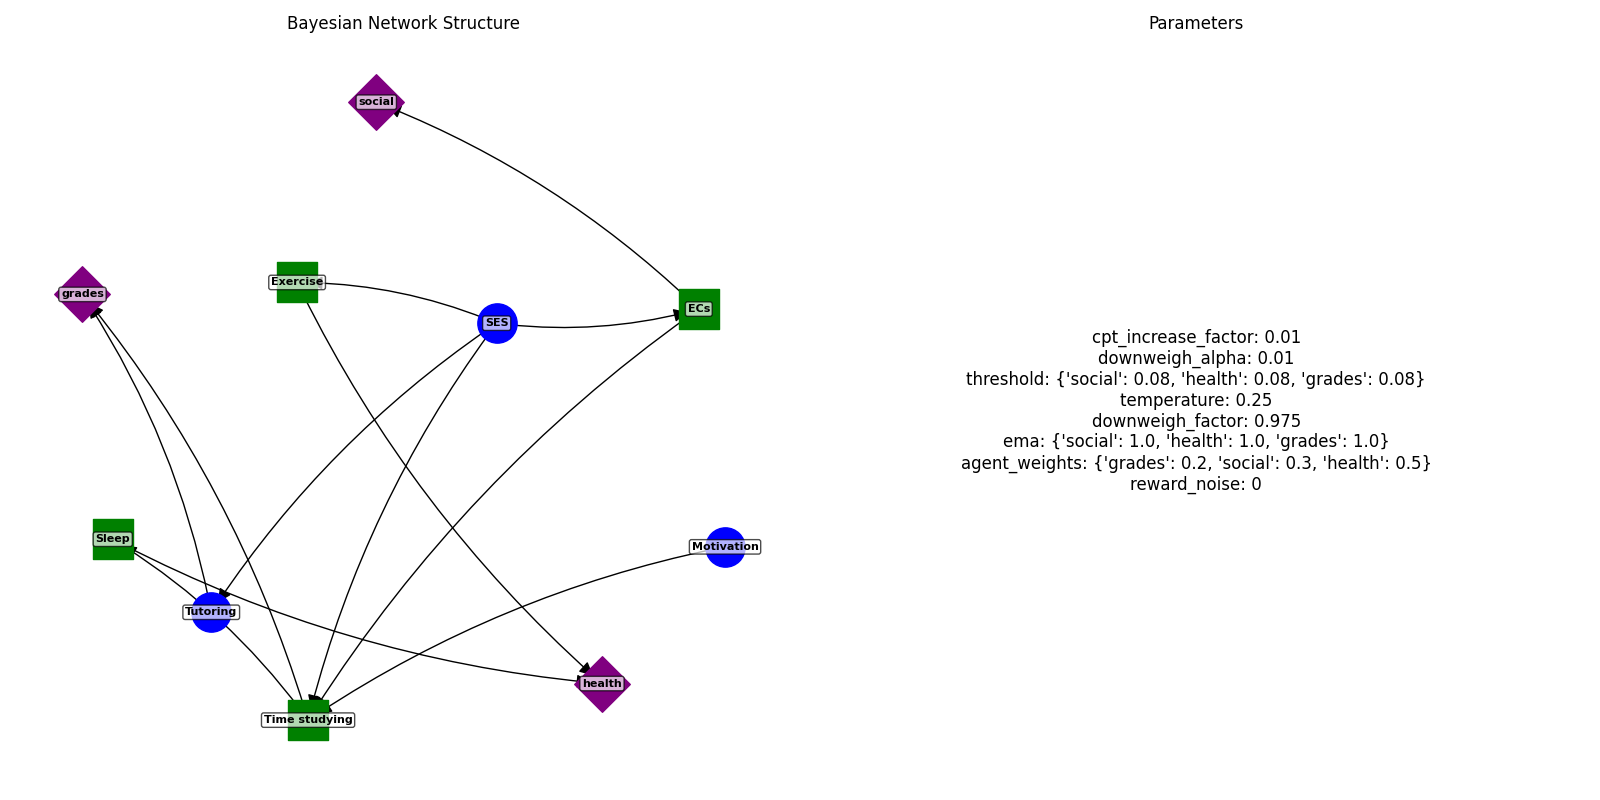 Bayesian Network Structure
Parameters
social
Exercise
grades
SES
ECs
Sleep
Motivation
Tutoring
health
Time studying
cpt_increase_factor: 0.01
downweigh_alpha: 0.01
threshold: {'social': 0.08, 'health': 0.08, 'grades': 0.08}
temperature: 0.25
downweigh_factor: 0.975
ema: {'social': 1.0, 'health': 1.0, 'grades': 1.0}
agent_weights: {'grades': 0.2, 'social': 0.3, 'health': 0.5}
reward_noise: 0